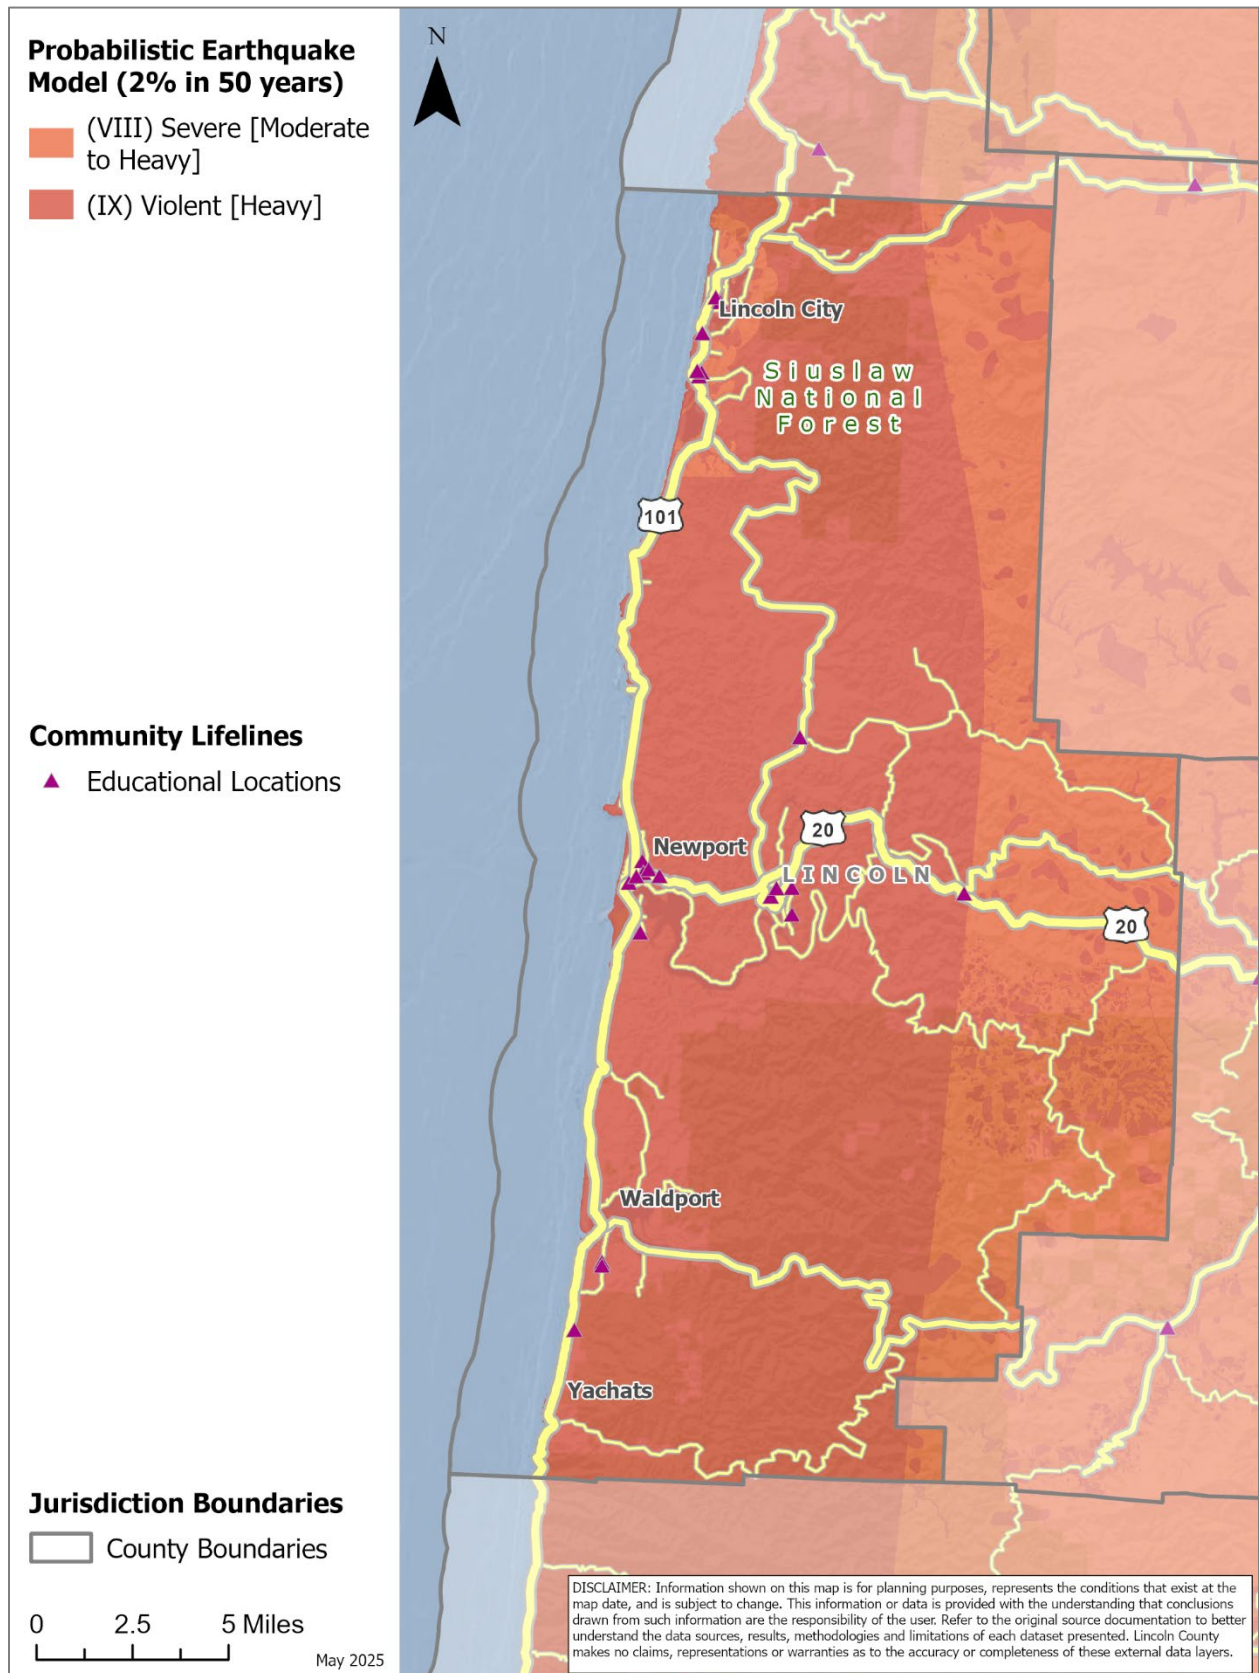 Probabilistic Earthquake
Model (2% in 50 years)
(VIII) Severe [Moderate
to Heavy]
(IX) Violent [Heavy]
Community Lifelines
Educational Locations
Jurisdiction Boundaries
County Boundaries
0 2.5 5 Miles
May 2025
N
Lincoln City
Siuslaw
National
Forest
101
Newport
20
LINCOLN
20
Waldport
Yachats
DISCLAIMER: Information shown on this map is for planning purposes, represents the conditions that exist at the
map date, and is subject to change. This information or data is provided with the understanding that conclusions
drawn from such information are the responsibility of the user. Refer to the original source documentation to better
understand the data sources, results, methodologies and limitations of each dataset presented. Lincoln County
makes no claims, representations or warranties as to the accuracy or completeness of these external data layers.